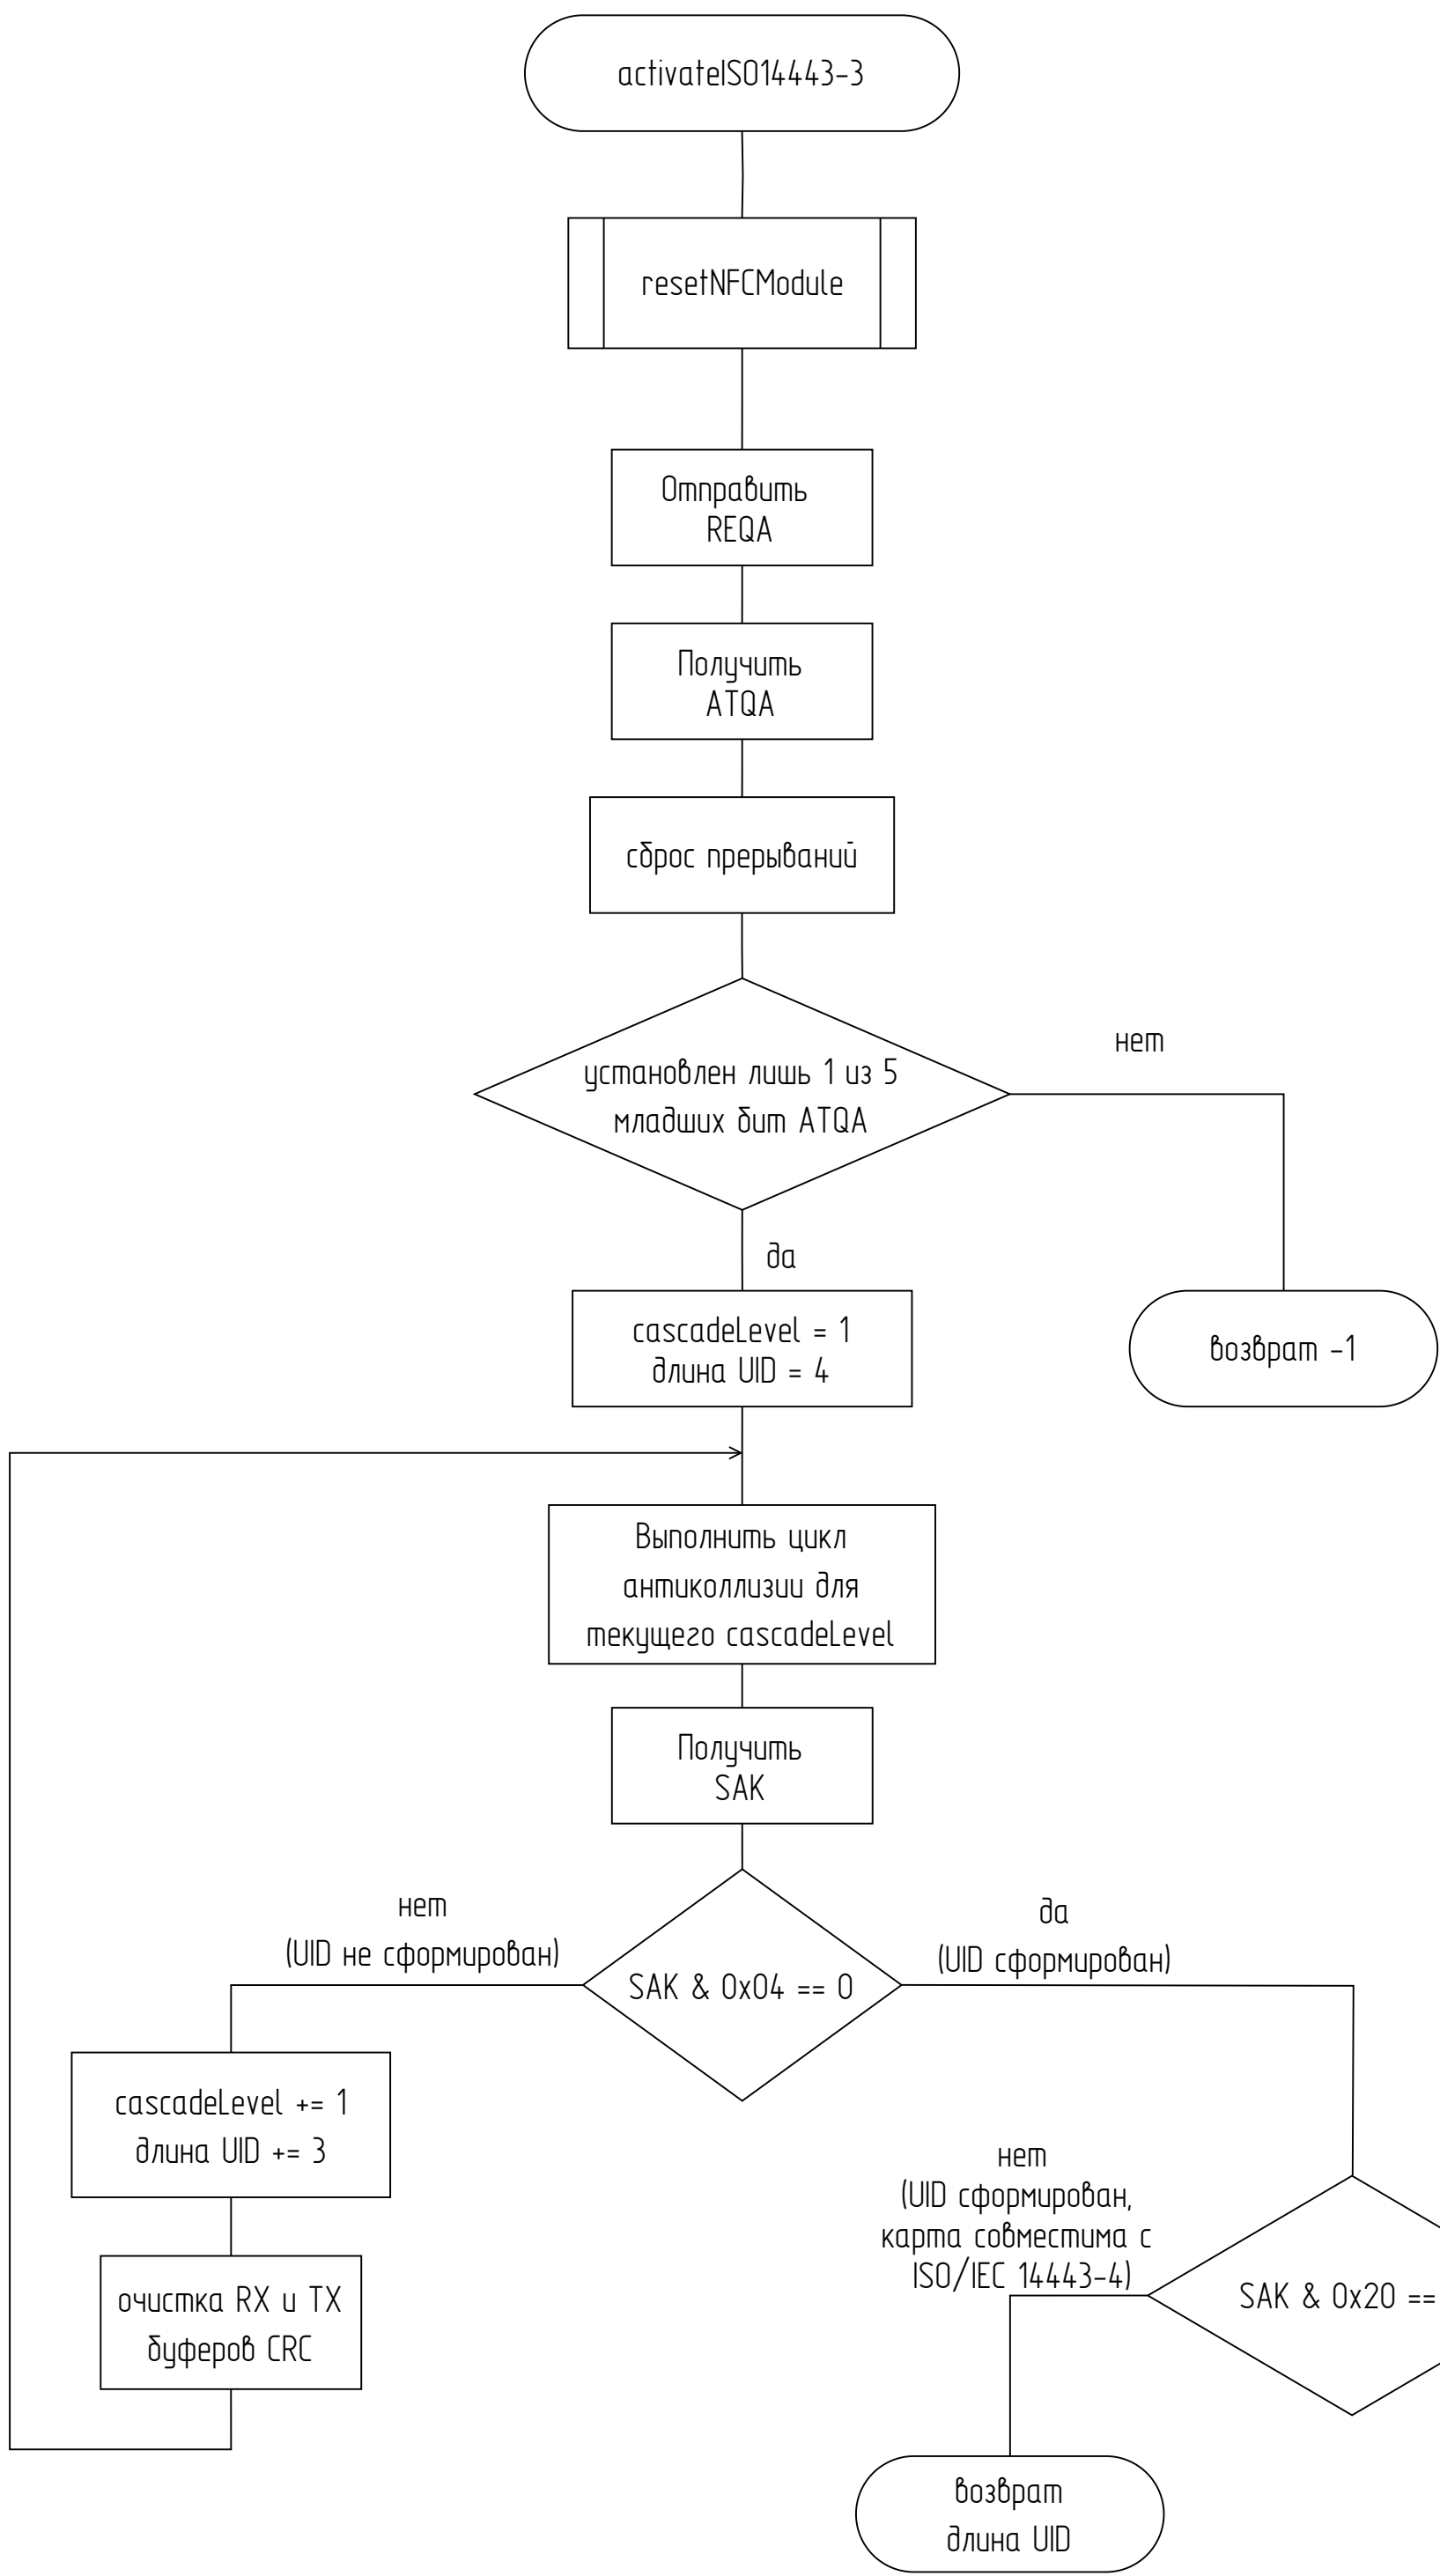 activateISO14443-3
resetNFCModule
Отправить
REQA
Получить
ATQA
сброс прерываний
установлен лишь 1 из 5
младших бит ATQA
нет
да
cascadeLevel = 1
длина UID = 4
возврат -1
Выполнить цикл
антиколлизии для
текущего cascadeLevel
Получить
SAK
нет
(UID не сформирован)
SAK & 0x04 == 0
да
(UID сформирован)
cascadeLevel += 1
длина UID += 3
очистка RX и TX
буферов CRC
нет
(UID сформирован,
карта совместима с
ISO/IEC 14443-4)
SAK & 0x20 ==
возврат
длина UID